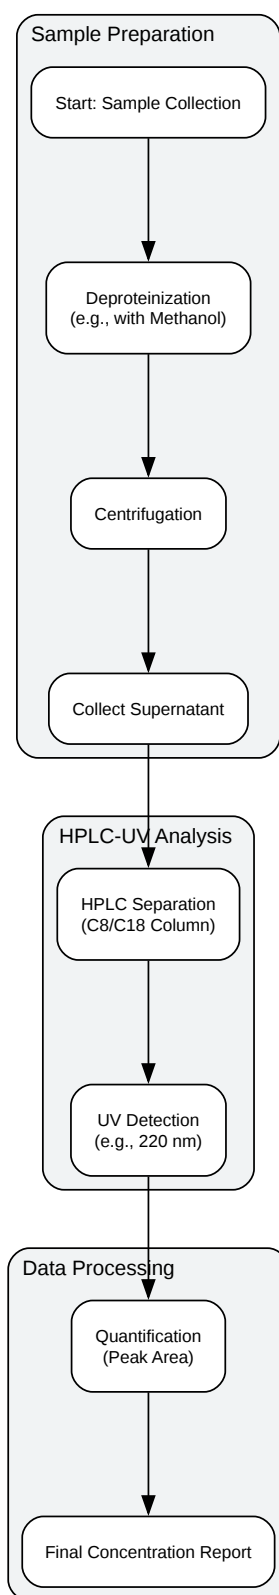 Sample Preparation
Start: Sample Collection
Deproteinization
(e.g., with Methanol)
Centrifugation
Collect Supernatant
HPLC-UV Analysis
HPLC Separation
(C8/C18 Column)
UV Detection
(e.g., 220 nm)
Data Processing
Quantification
(Peak Area)
Final Concentration Report